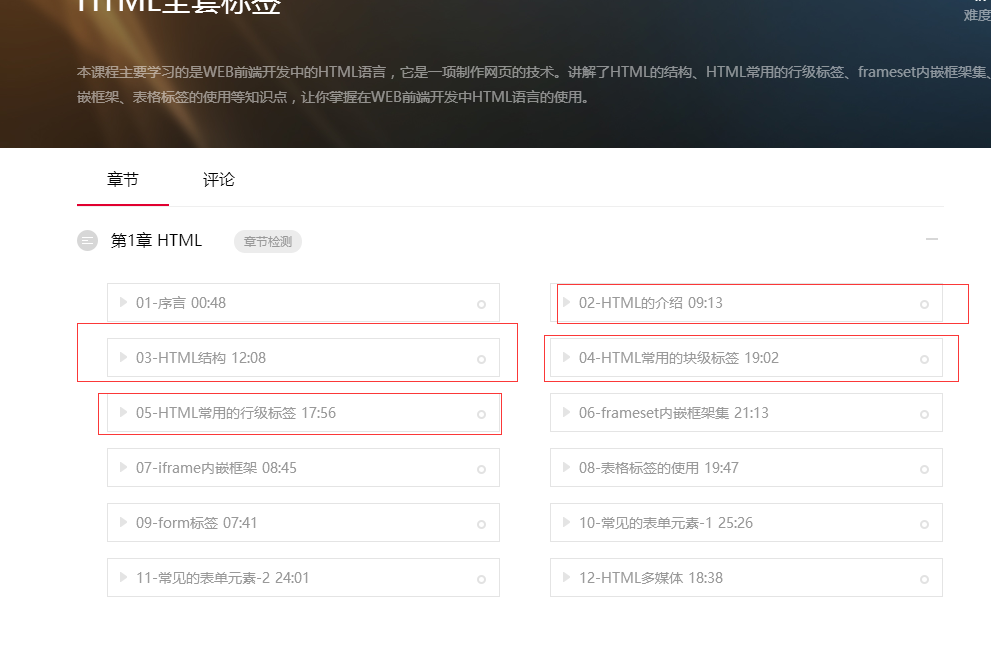 HTML全套标签
难度
本课程主要学习的是WEB前端开发中的HTML语言，它是一项制作网页的技术。讲解了HTML的结构、HTML常用的行级标签、frameset内嵌框架集、
嵌框架、表格标签的使用等知识点，让你掌握在WEB前端开发中HTML语言的使用。
章节 评论
第1章 HTML 章节检测
01-序言 00:48
02-HTML的介绍 09:13
03-HTML结构 12:08
04-HTML常用的块级标签 19:02
05-HTML常用的行级标签 17:56
06-frameset内嵌框架集 21:13
07-iframe内嵌框架 08:45
08-表格标签的使用 19:47
09-form标签 07:41
10-常见的表单元素-1 25:26
11-常见的表单元素-2 24:01
12-HTML多媒体 18:38